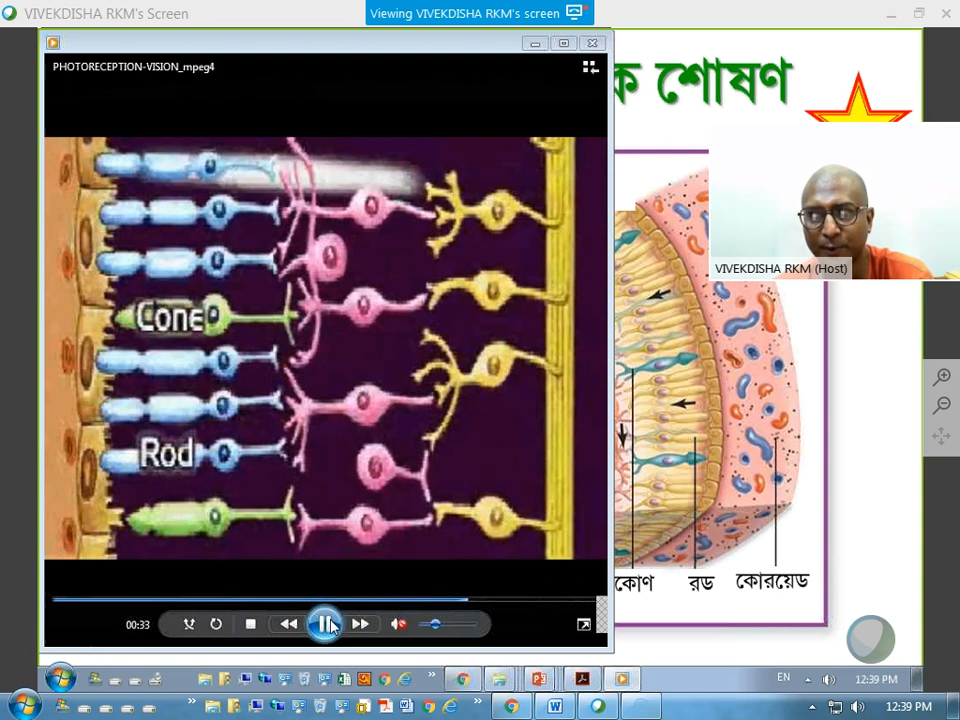 VIVEKDISHA RKM's Screen
Viewing VIVEKDISHA RKM's screen
PHOTORECEPTION-VISION_mpeg4
ক শোষণ
VIVEKDISHA RKM (Host)
Cone
Rod
কোণ রড কোরয়েড
00:33
EN
12:39 PM
12:39 PM